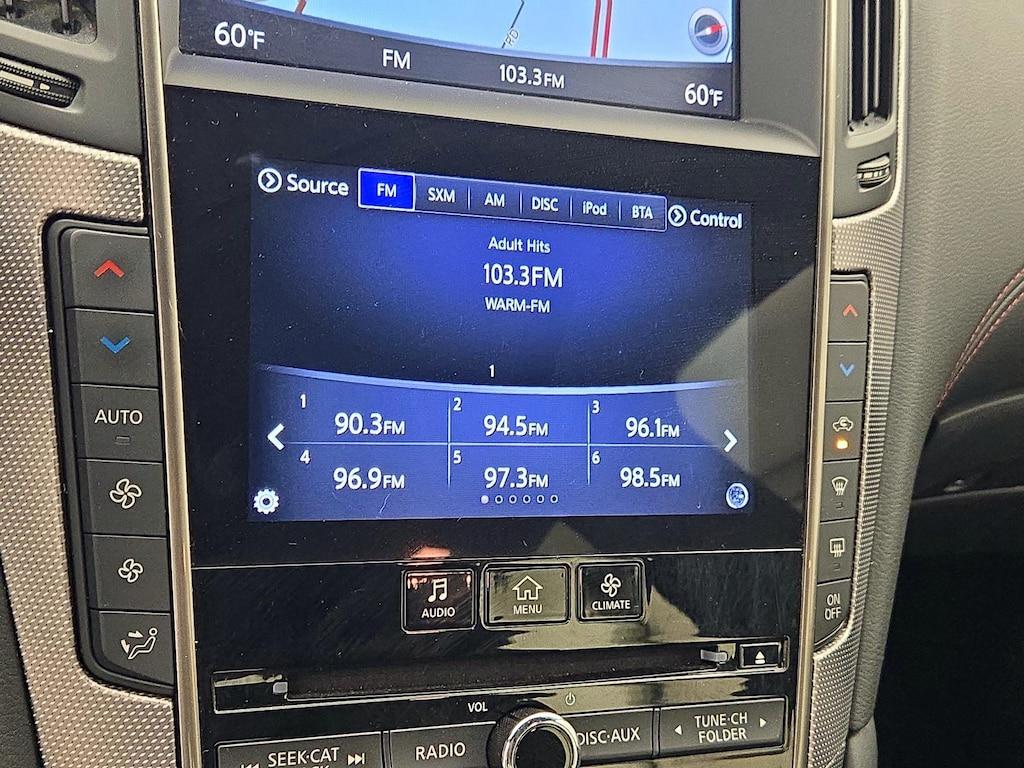 RD
60°F
FM
103.3FM
60°F
Source
FM
SXM
AM
DISC
iPod
BTA
Control
Adult Hits
103.3FM
WARM-FM
1
1
90.3FM
2
94.5FM
3
96.1FM
4
96.9FM
5
97.3FM
6
98.5FM
AUTO
ON
OFF
AUDIO
MENU
CLIMATE
VOL
SEEK·CAT
RADIO
DISC·AUX
TUNE·CH
FOLDER